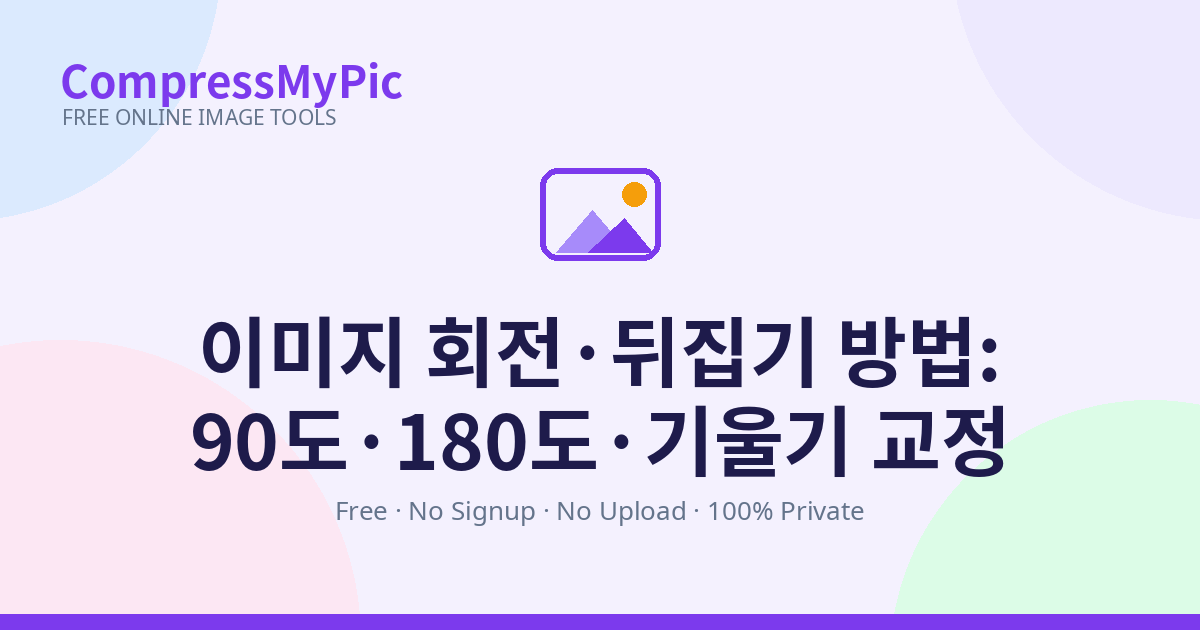 CompressMyPic
FREE ONLINE IMAGE TOOLS
이미지 회전·뒤집기 방법:
90도·180도·기울기 교정
Free · No Signup · No Upload · 100% Private